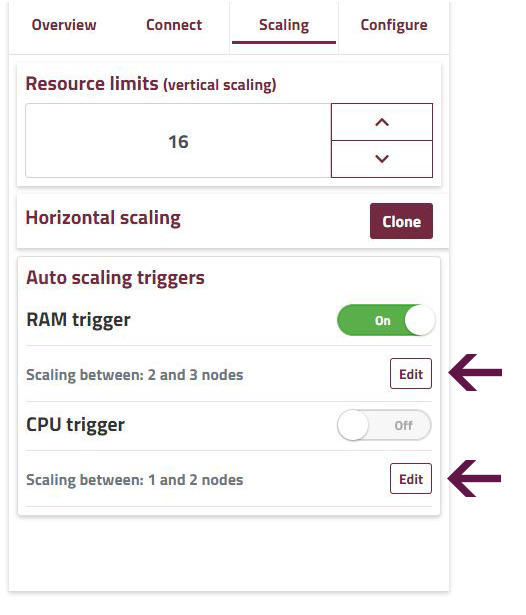 Overview Connect Scaling Configure
Resource limits (vertical scaling)
16
Horizontal scaling Clone
Auto scaling triggers
RAM trigger On
Scaling between: 2 and 3 nodes Edit
CPU trigger Off
Scaling between: 1 and 2 nodes Edit